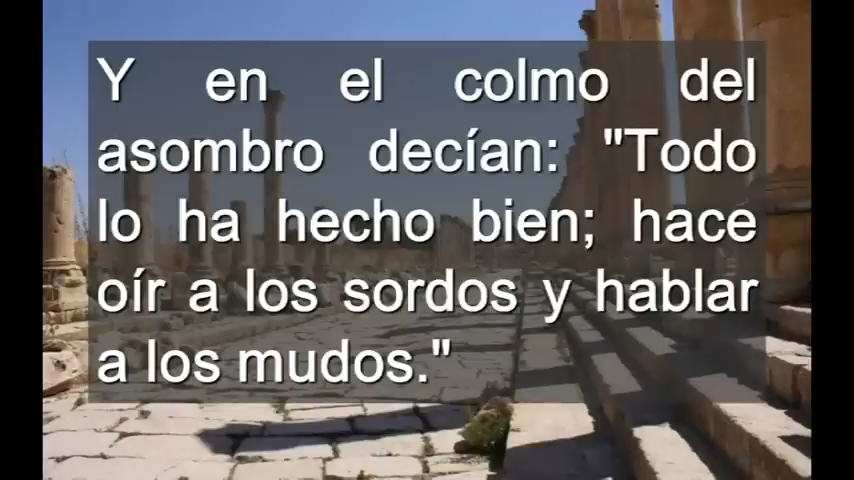 Y en el colmo del
asombro decían: "Todo
lo ha hecho bien; hace
oír a los sordos y hablar
a los mudos."